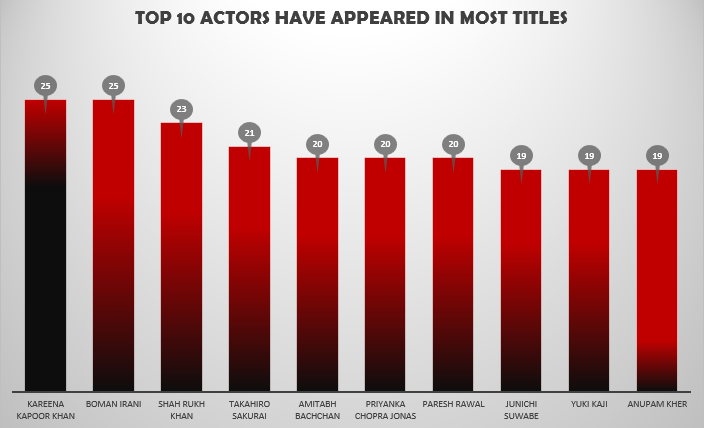 TOP 10 ACTORS HAVE APPEARED IN MOST TITLES
25 25 23 21 20 20 20 19 19 19
KAREENA KAPOOR KHAN
BOMAN IRANI
SHAH RUKH KHAN
TAKAHIRO SAKURAI
AMITABH BACHCHAN
PRIYANKA CHOPRA JONAS
PARESH RAWAL
JUNICHI SUWABE
YUKI KAJI
ANUPAM KHER